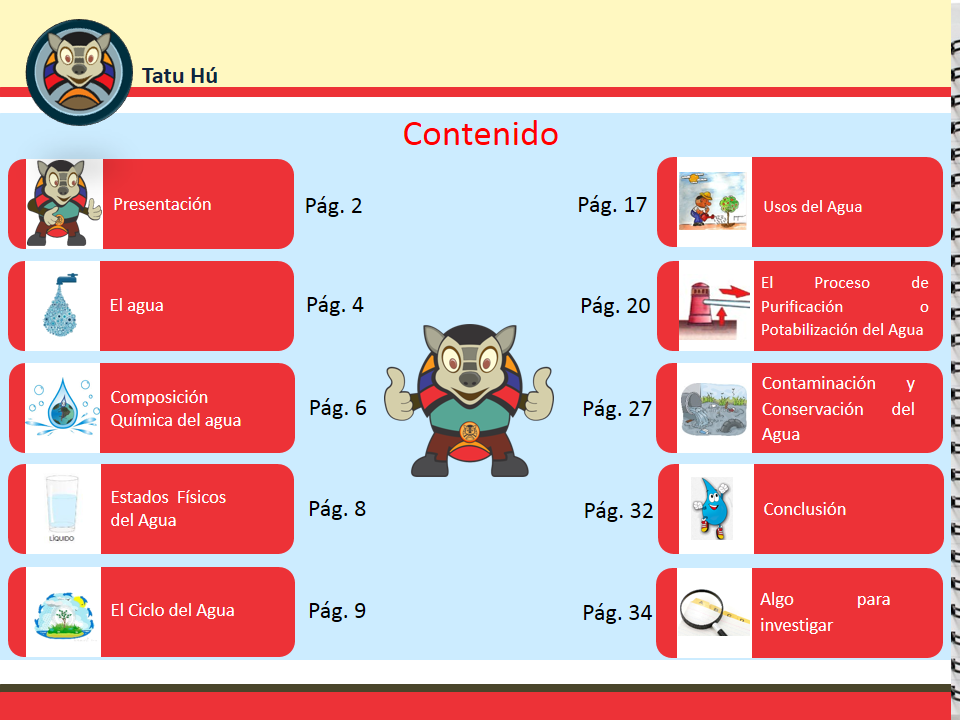 Tatu Hú
Contenido
Presentación
Pág. 2
El agua
Pág. 4
Composición
Química del agua
Pág. 6
Estados Físicos
del Agua
Pág. 8
LÍQUIDO
El Ciclo del Agua
Pág. 9
Pág. 17
Usos del Agua
Pág. 20
El Proceso de
Purificación o
Potabilización del Agua
Pág. 27
Contaminación y
Conservación del
Agua
Pág. 32
Conclusión
Pág. 34
Algo para
investigar